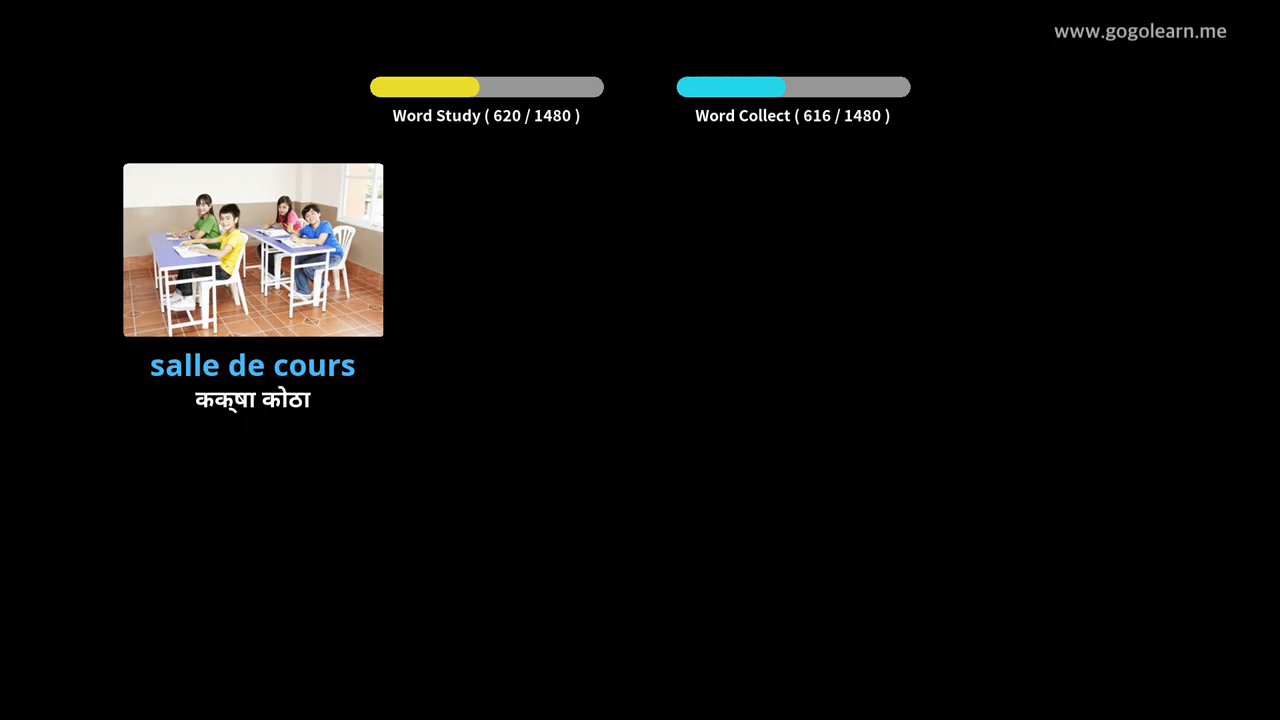 www.gogolearn.me
Word Study ( 620 / 1480 )
Word Collect ( 616 / 1480 )
salle de cours
कक्षा कोठा